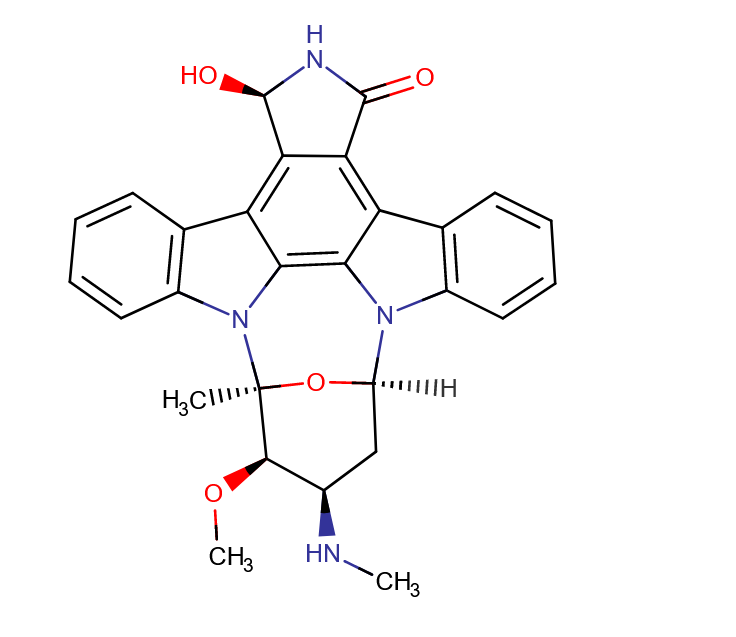 H
HO N O
N N
H3C O H
O
CH3 HN
CH3